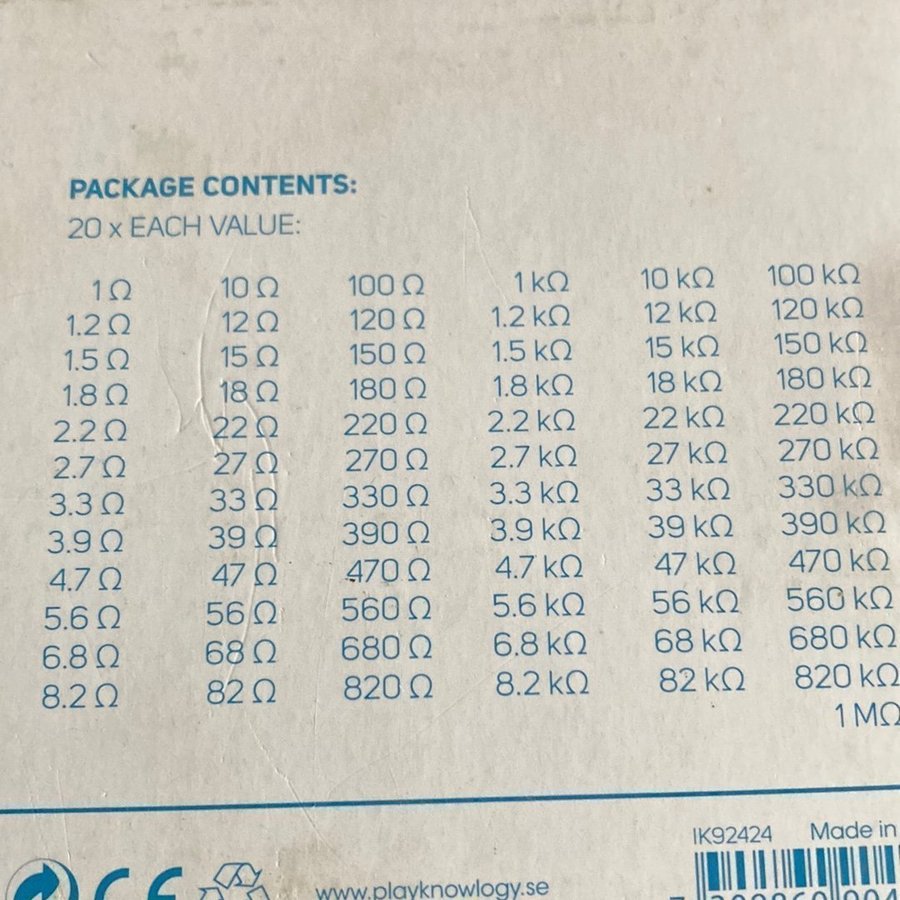 PACKAGE CONTENTS:
20 x EACH VALUE:
1 Ω 10 Ω 100 Ω 1 kΩ 10 kΩ 100 kΩ
1.2 Ω 12 Ω 120 Ω 1.2 kΩ 12 kΩ 120 kΩ
1.5 Ω 15 Ω 150 Ω 1.5 kΩ 15 kΩ 150 kΩ
1.8 Ω 18 Ω 180 Ω 1.8 kΩ 18 kΩ 180 kΩ
2.2 Ω 22 Ω 220 Ω 2.2 kΩ 22 kΩ 220 kΩ
2.7 Ω 27 Ω 270 Ω 2.7 kΩ 27 kΩ 270 kΩ
3.3 Ω 33 Ω 330 Ω 3.3 kΩ 33 kΩ 330 kΩ
3.9 Ω 39 Ω 390 Ω 3.9 kΩ 39 kΩ 390 kΩ
4.7 Ω 47 Ω 470 Ω 4.7 kΩ 47 kΩ 470 kΩ
5.6 Ω 56 Ω 560 Ω 5.6 kΩ 56 kΩ 560 kΩ
6.8 Ω 68 Ω 680 Ω 6.8 kΩ 68 kΩ 680 kΩ
8.2 Ω 82 Ω 820 Ω 8.2 kΩ 82 kΩ 820 kΩ
1 MΩ
IK92424 Made in
CE www.playknowlogy.se